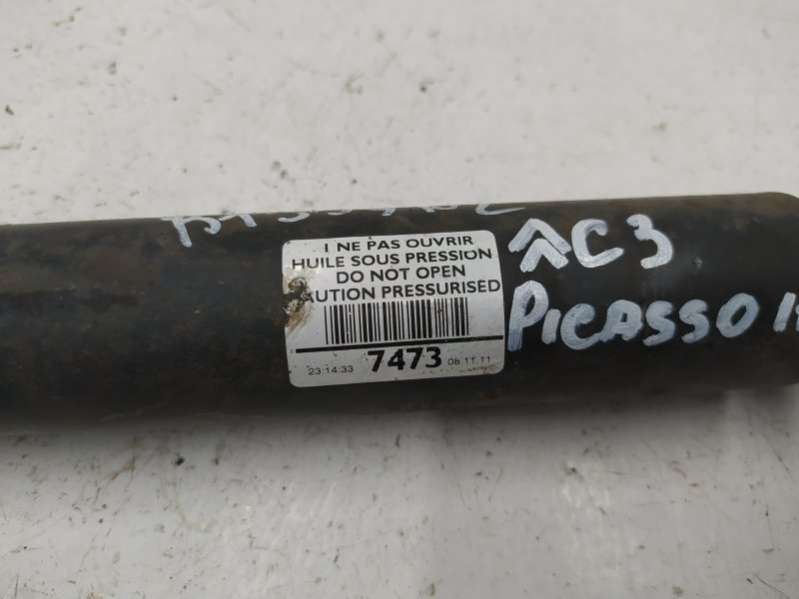 ! NE PAS OUVRIR
HUILE SOUS PRESSION
DO NOT OPEN
AUTION PRESSURISED
23:14:33 7473 08.11.11
C3
PICASSO